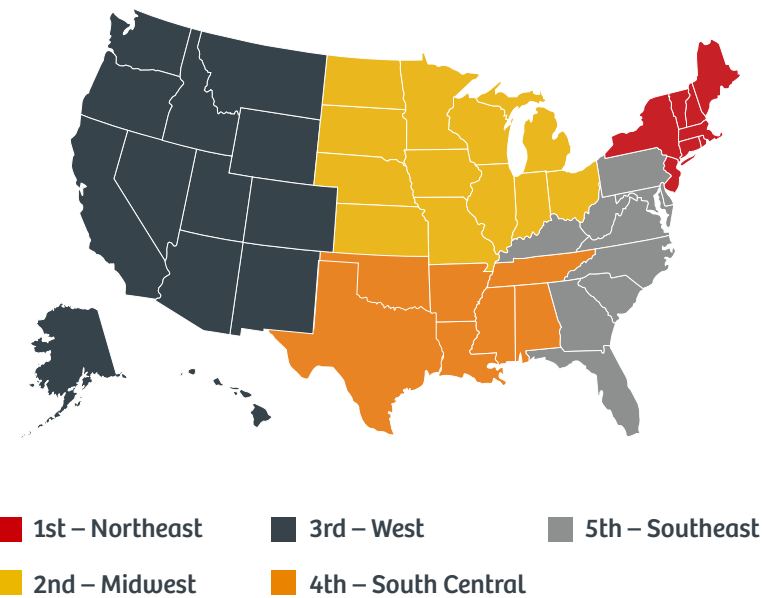 1st – Northeast
3rd – West
5th – Southeast
2nd – Midwest
4th – South Central